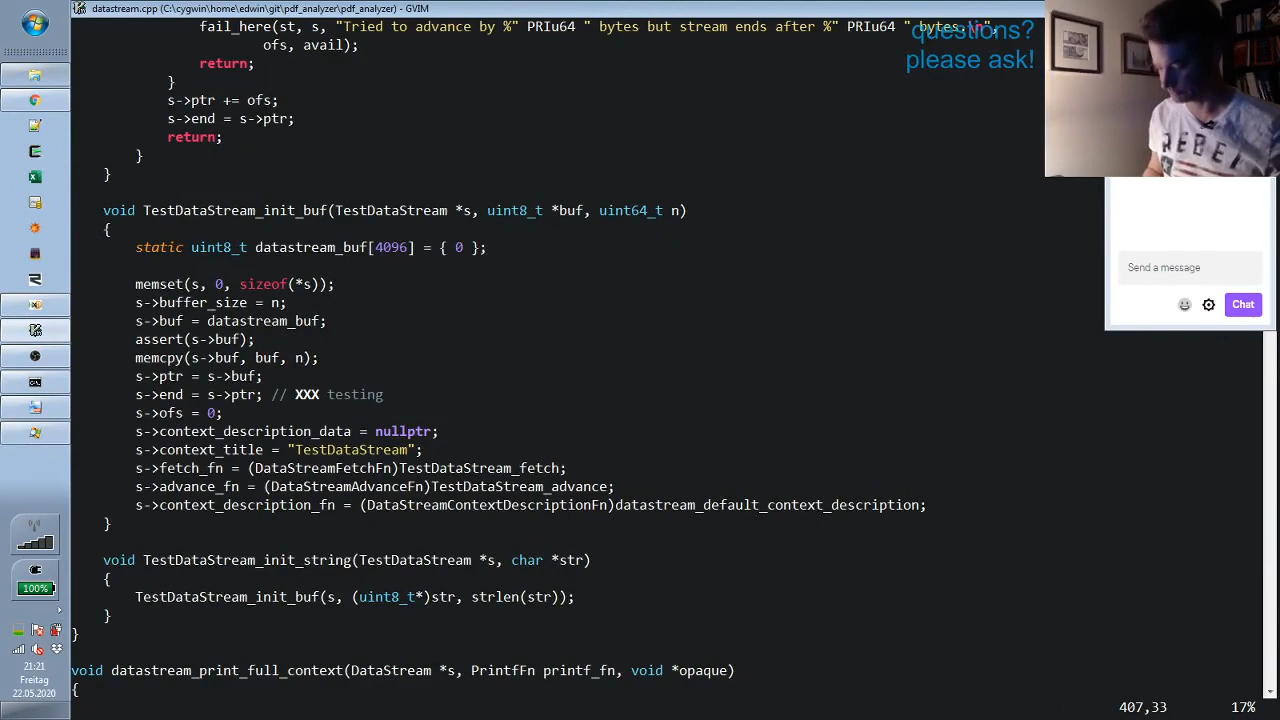 datastream.cpp (C:\cygwin\home\edwin\git\pdf_analyzer\pdf_analyzer) - GVIM
fail_here(st, s, "Tried to advance by %" PRIu64 " bytes but stream ends after %" PRIu64 " bytes.\n",
ofs, avail);
return;
}
s->ptr += ofs;
s->end = s->ptr;
return;
}
}
void TestDataStream_init_buf(TestDataStream *s, uint8_t *buf, uint64_t n)
{
static uint8_t datastream_buf[4096] = { 0 };
memset(s, 0, sizeof(*s));
s->buffer_size = n;
s->buf = datastream_buf;
assert(s->buf);
memcpy(s->buf, buf, n);
s->ptr = s->buf;
s->end = s->ptr; // XXX testing
s->ofs = 0;
s->context_description_data = nullptr;
s->context_title = "TestDataStream";
s->fetch_fn = (DataStreamFetchFn)TestDataStream_fetch;
s->advance_fn = (DataStreamAdvanceFn)TestDataStream_advance;
s->context_description_fn = (DataStreamContextDescriptionFn)datastream_default_context_description;
}
void TestDataStream_init_string(TestDataStream *s, char *str)
{
TestDataStream_init_buf(s, (uint8_t*)str, strlen(str));
}
}
void datastream_print_full_context(DataStream *s, PrintfFn printf_fn, void *opaque)
{
407,33 17%
questions?
please ask!
REBEL
Send a message
Chat
100%
21:21
Freitag
22.05.2020